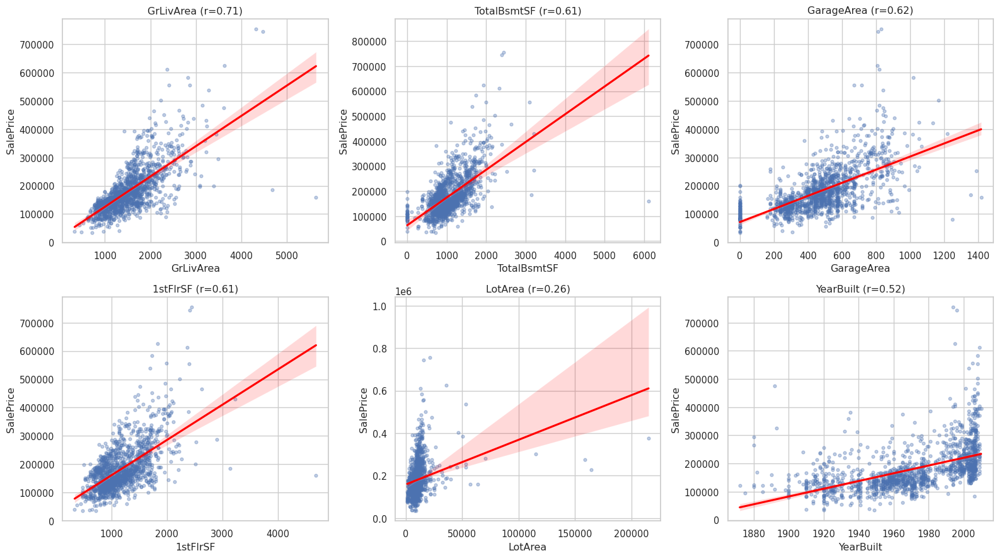 GrLivArea (r=0.71)
SalePrice
700000
600000
500000
400000
300000
200000
100000
0
1000 2000 3000 4000 5000
GrLivArea
TotalBsmtSF (r=0.61)
SalePrice
800000
700000
600000
500000
400000
300000
200000
100000
0
0 1000 2000 3000 4000 5000 6000
TotalBsmtSF
GarageArea (r=0.62)
SalePrice
700000
600000
500000
400000
300000
200000
100000
0
0 200 400 600 800 1000 1200 1400
GarageArea
1stFlrSF (r=0.61)
SalePrice
700000
600000
500000
400000
300000
200000
100000
0
1000 2000 3000 4000
1stFlrSF
LotArea (r=0.26)
1e6
SalePrice
1.0
0.8
0.6
0.4
0.2
0.0
0 50000 100000 150000 200000
LotArea
YearBuilt (r=0.52)
SalePrice
700000
600000
500000
400000
300000
200000
100000
0
1880 1900 1920 1940 1960 1980 2000
YearBuilt